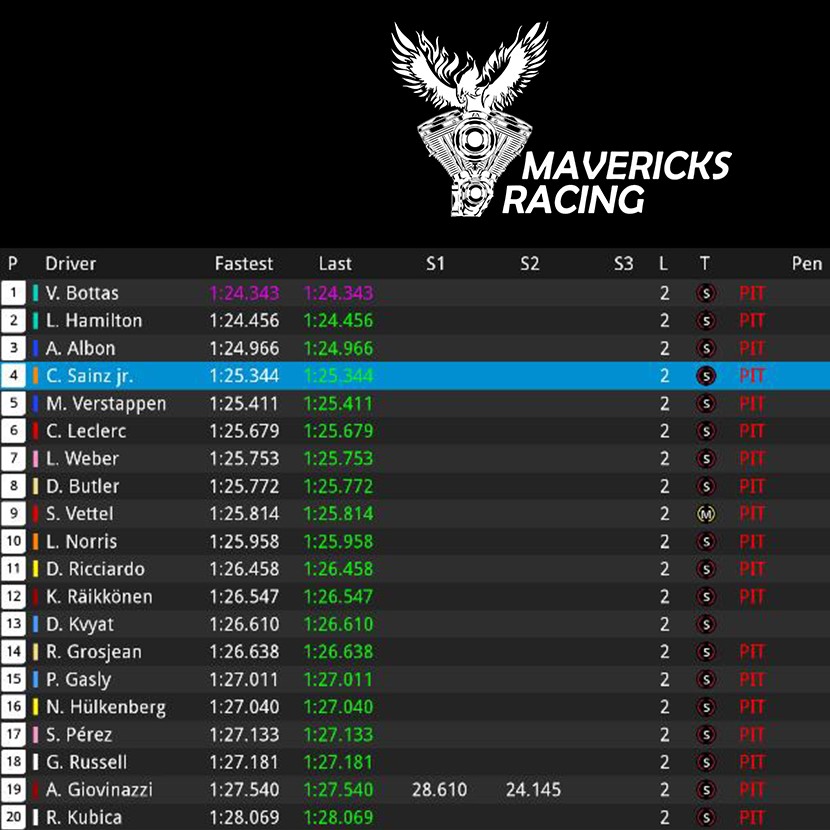 MAVERICKS
RACING
P Driver Fastest Last S1 S2 S3 L T Pen
1 V. Bottas 1:24.343 1:24.343 2 S PIT
2 L. Hamilton 1:24.456 1:24.456 2 S PIT
3 A. Albon 1:24.966 1:24.966 2 S PIT
4 C. Sainz jr. 1:25.344 1:25.344 2 S PIT
5 M. Verstappen 1:25.411 1:25.411 2 S PIT
6 C. Leclerc 1:25.679 1:25.679 2 S PIT
7 L. Weber 1:25.753 1:25.753 2 S PIT
8 D. Butler 1:25.772 1:25.772 2 S PIT
9 S. Vettel 1:25.814 1:25.814 2 M PIT
10 L. Norris 1:25.958 1:25.958 2 S PIT
11 D. Ricciardo 1:26.458 1:26.458 2 S PIT
12 K. Räikkönen 1:26.547 1:26.547 2 S PIT
13 D. Kvyat 1:26.610 1:26.610 2 S
14 R. Grosjean 1:26.638 1:26.638 2 S PIT
15 P. Gasly 1:27.011 1:27.011 2 S PIT
16 N. Hülkenberg 1:27.040 1:27.040 2 S PIT
17 S. Pérez 1:27.133 1:27.133 2 S PIT
18 G. Russell 1:27.181 1:27.181 2 S PIT
19 A. Giovinazzi 1:27.540 1:27.540 28.610 24.145 2 S PIT
20 R. Kubica 1:28.069 1:28.069 2 S PIT